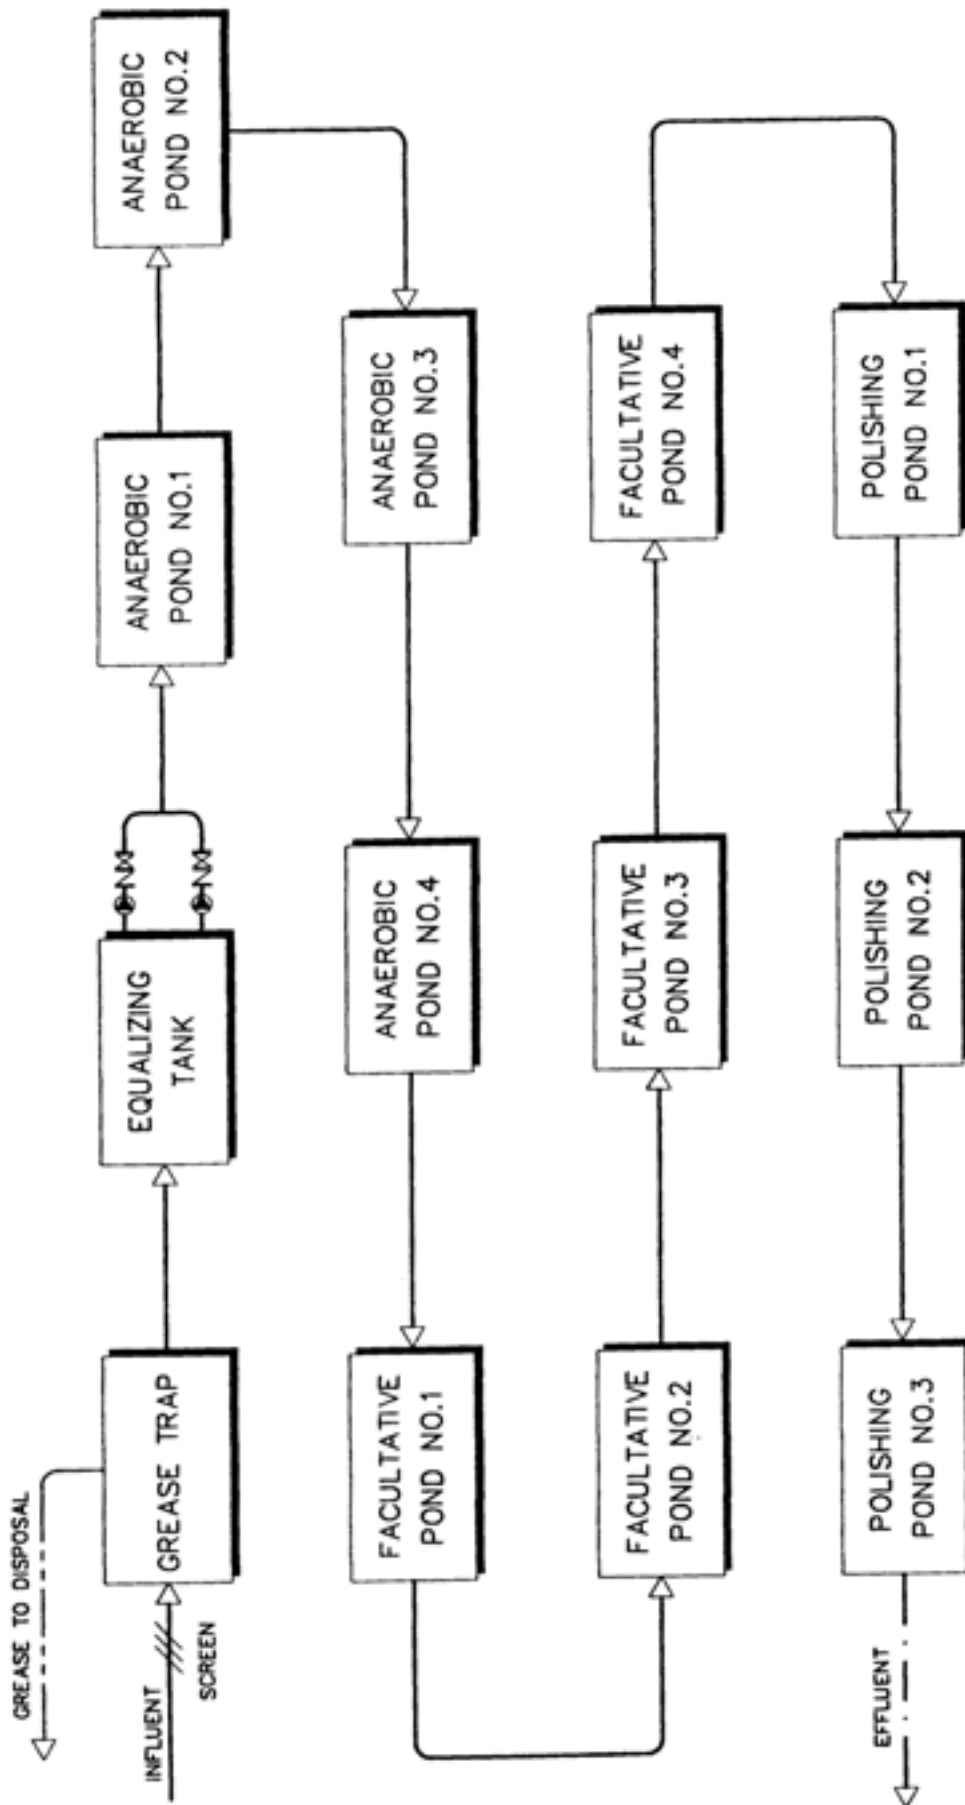 GREASE TO DISPOSAL
INFLUENT
SCREEN
GREASE TRAP
EQUALIZING
TANK
ANAEROBIC
POND NO.1
ANAEROBIC
POND NO.2
ANAEROBIC
POND NO.3
ANAEROBIC
POND NO.4
FACULTATIVE
POND NO.1
FACULTATIVE
POND NO.2
FACULTATIVE
POND NO.3
FACULTATIVE
POND NO.4
POLISHING
POND NO.1
POLISHING
POND NO.2
POLISHING
POND NO.3
EFFLUENT